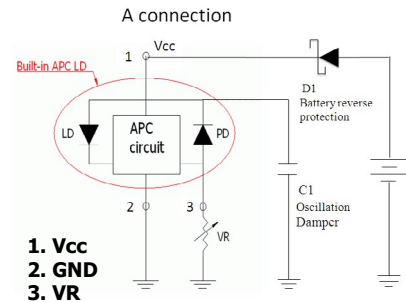 A connection
1 Vcc
Built-in APC LD
D1
Battery reverse
protection
LD
APC
circuit
PD
C1
Oscillation
Damper
2
3
VR
1. Vcc
2. GND
3. VR